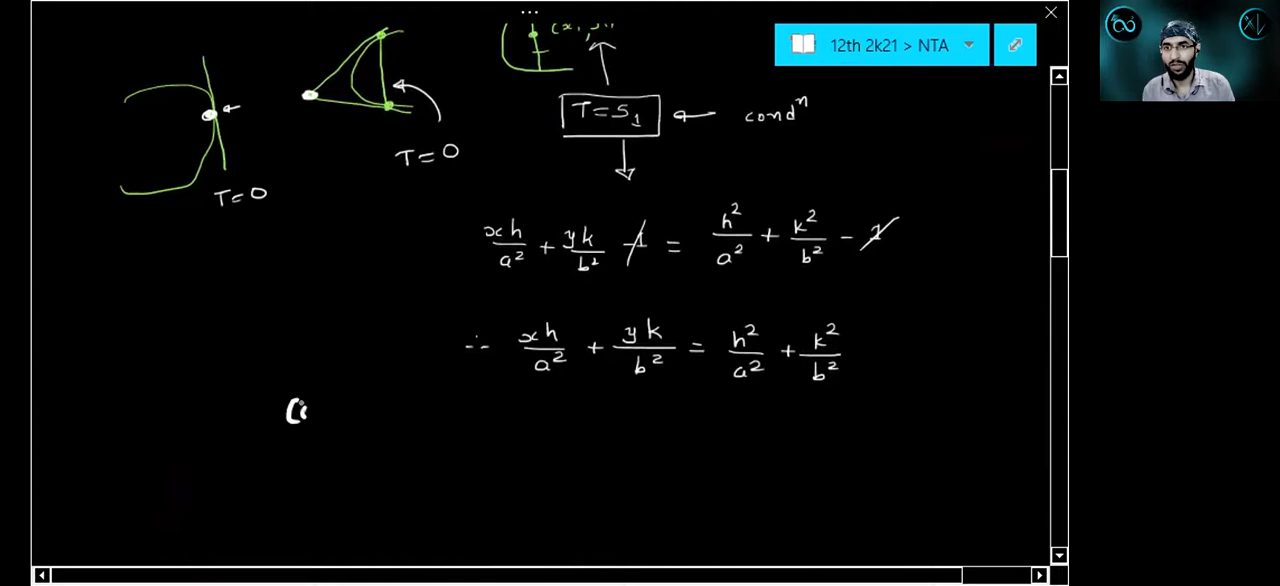 12th 2k21 > NTA
T = S₁ ← condⁿ
T = 0
T = 0
xh/a² + yk/b² - 1 = h²/a² + k²/b² - 1
∴ xh/a² + yk/b² = h²/a² + k²/b²
(i